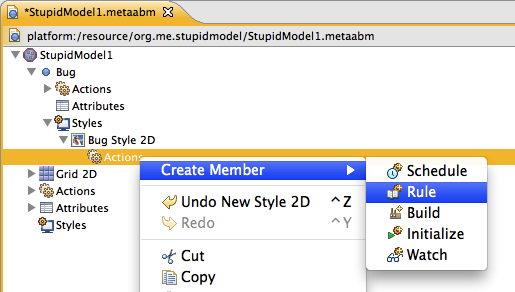 *StupidModel1.metaabm
platform:/resource/org.me.stupidmodel/StupidModel1.metaabm
StupidModel1
Bug
Actions
Attributes
Styles
Bug Style 2D
Actions
Grid 2D
Actions
Attributes
Styles
Create Member
Undo New Style 2D ^Z
Redo ^Y
Cut
Copy
Schedule
Rule
Build
Initialize
Watch